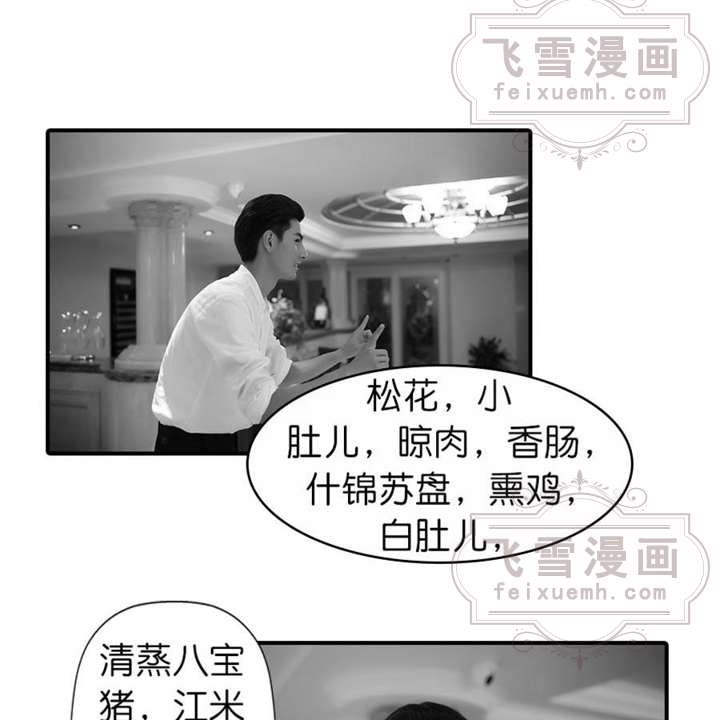 飞雪漫画
feixuemh.com
松花，小
肚儿，晾肉，香肠，
什锦苏盘，熏鸡，
白肚儿，
飞雪漫画
feixuemh.com
清蒸八宝
猪，江米